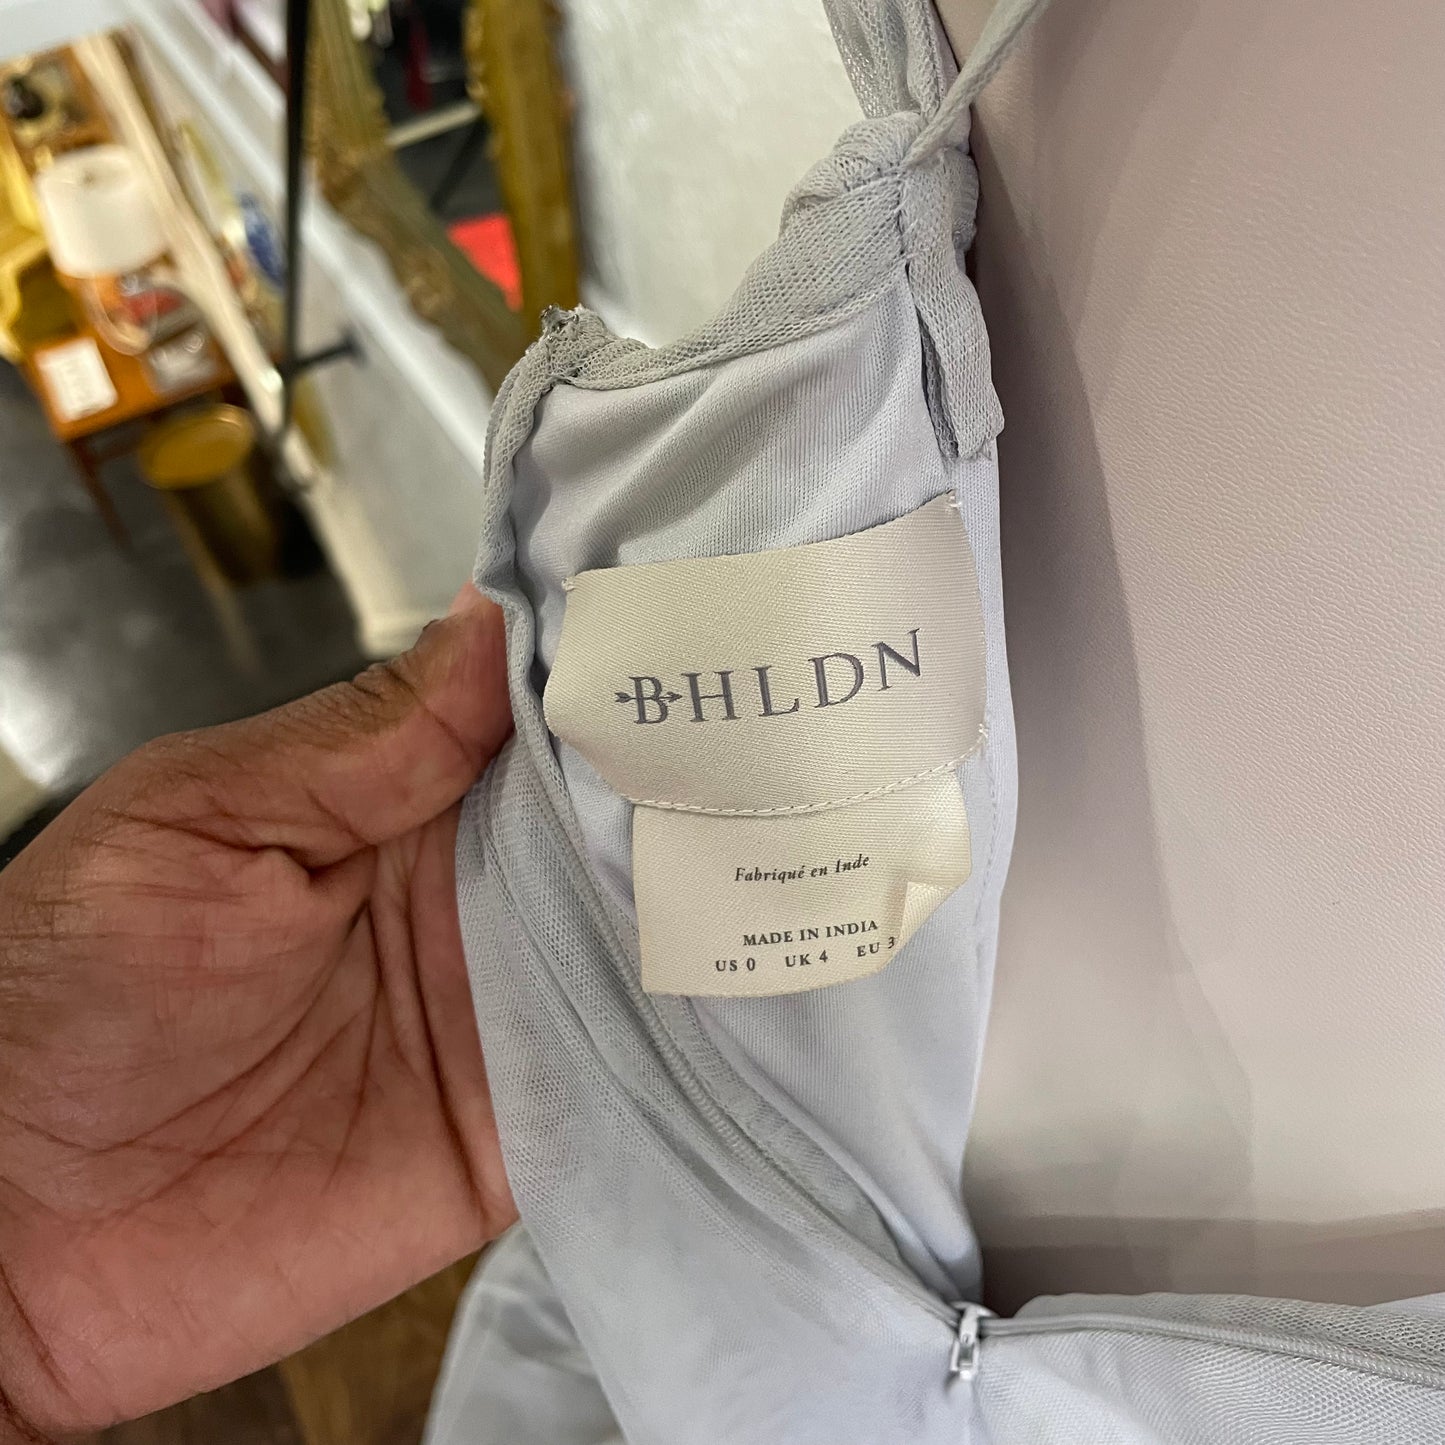 BHLDN
Fabriqué en Inde
MADE IN INDIA
US 0 UK 4 EU 3